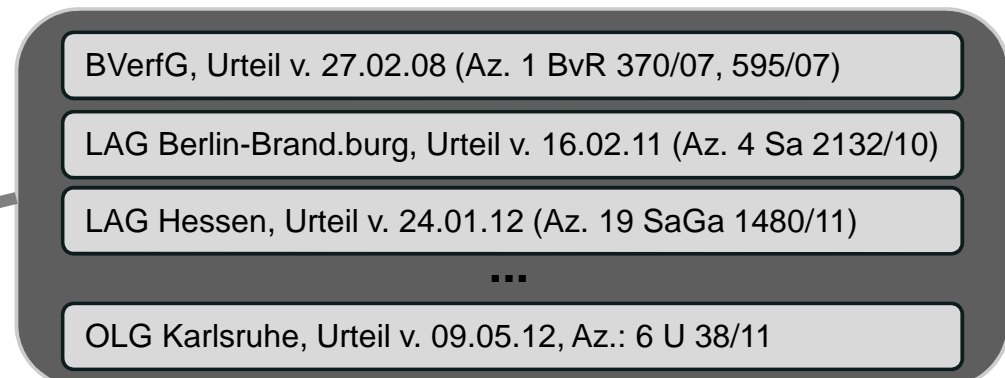 BVerfG, Urteil v. 27.02.08 (Az. 1 BvR 370/07, 595/07)
LAG Berlin-Brand.burg, Urteil v. 16.02.11 (Az. 4 Sa 2132/10)
LAG Hessen, Urteil v. 24.01.12 (Az. 19 SaGa 1480/11)
...
OLG Karlsruhe, Urteil v. 09.05.12, Az.: 6 U 38/11